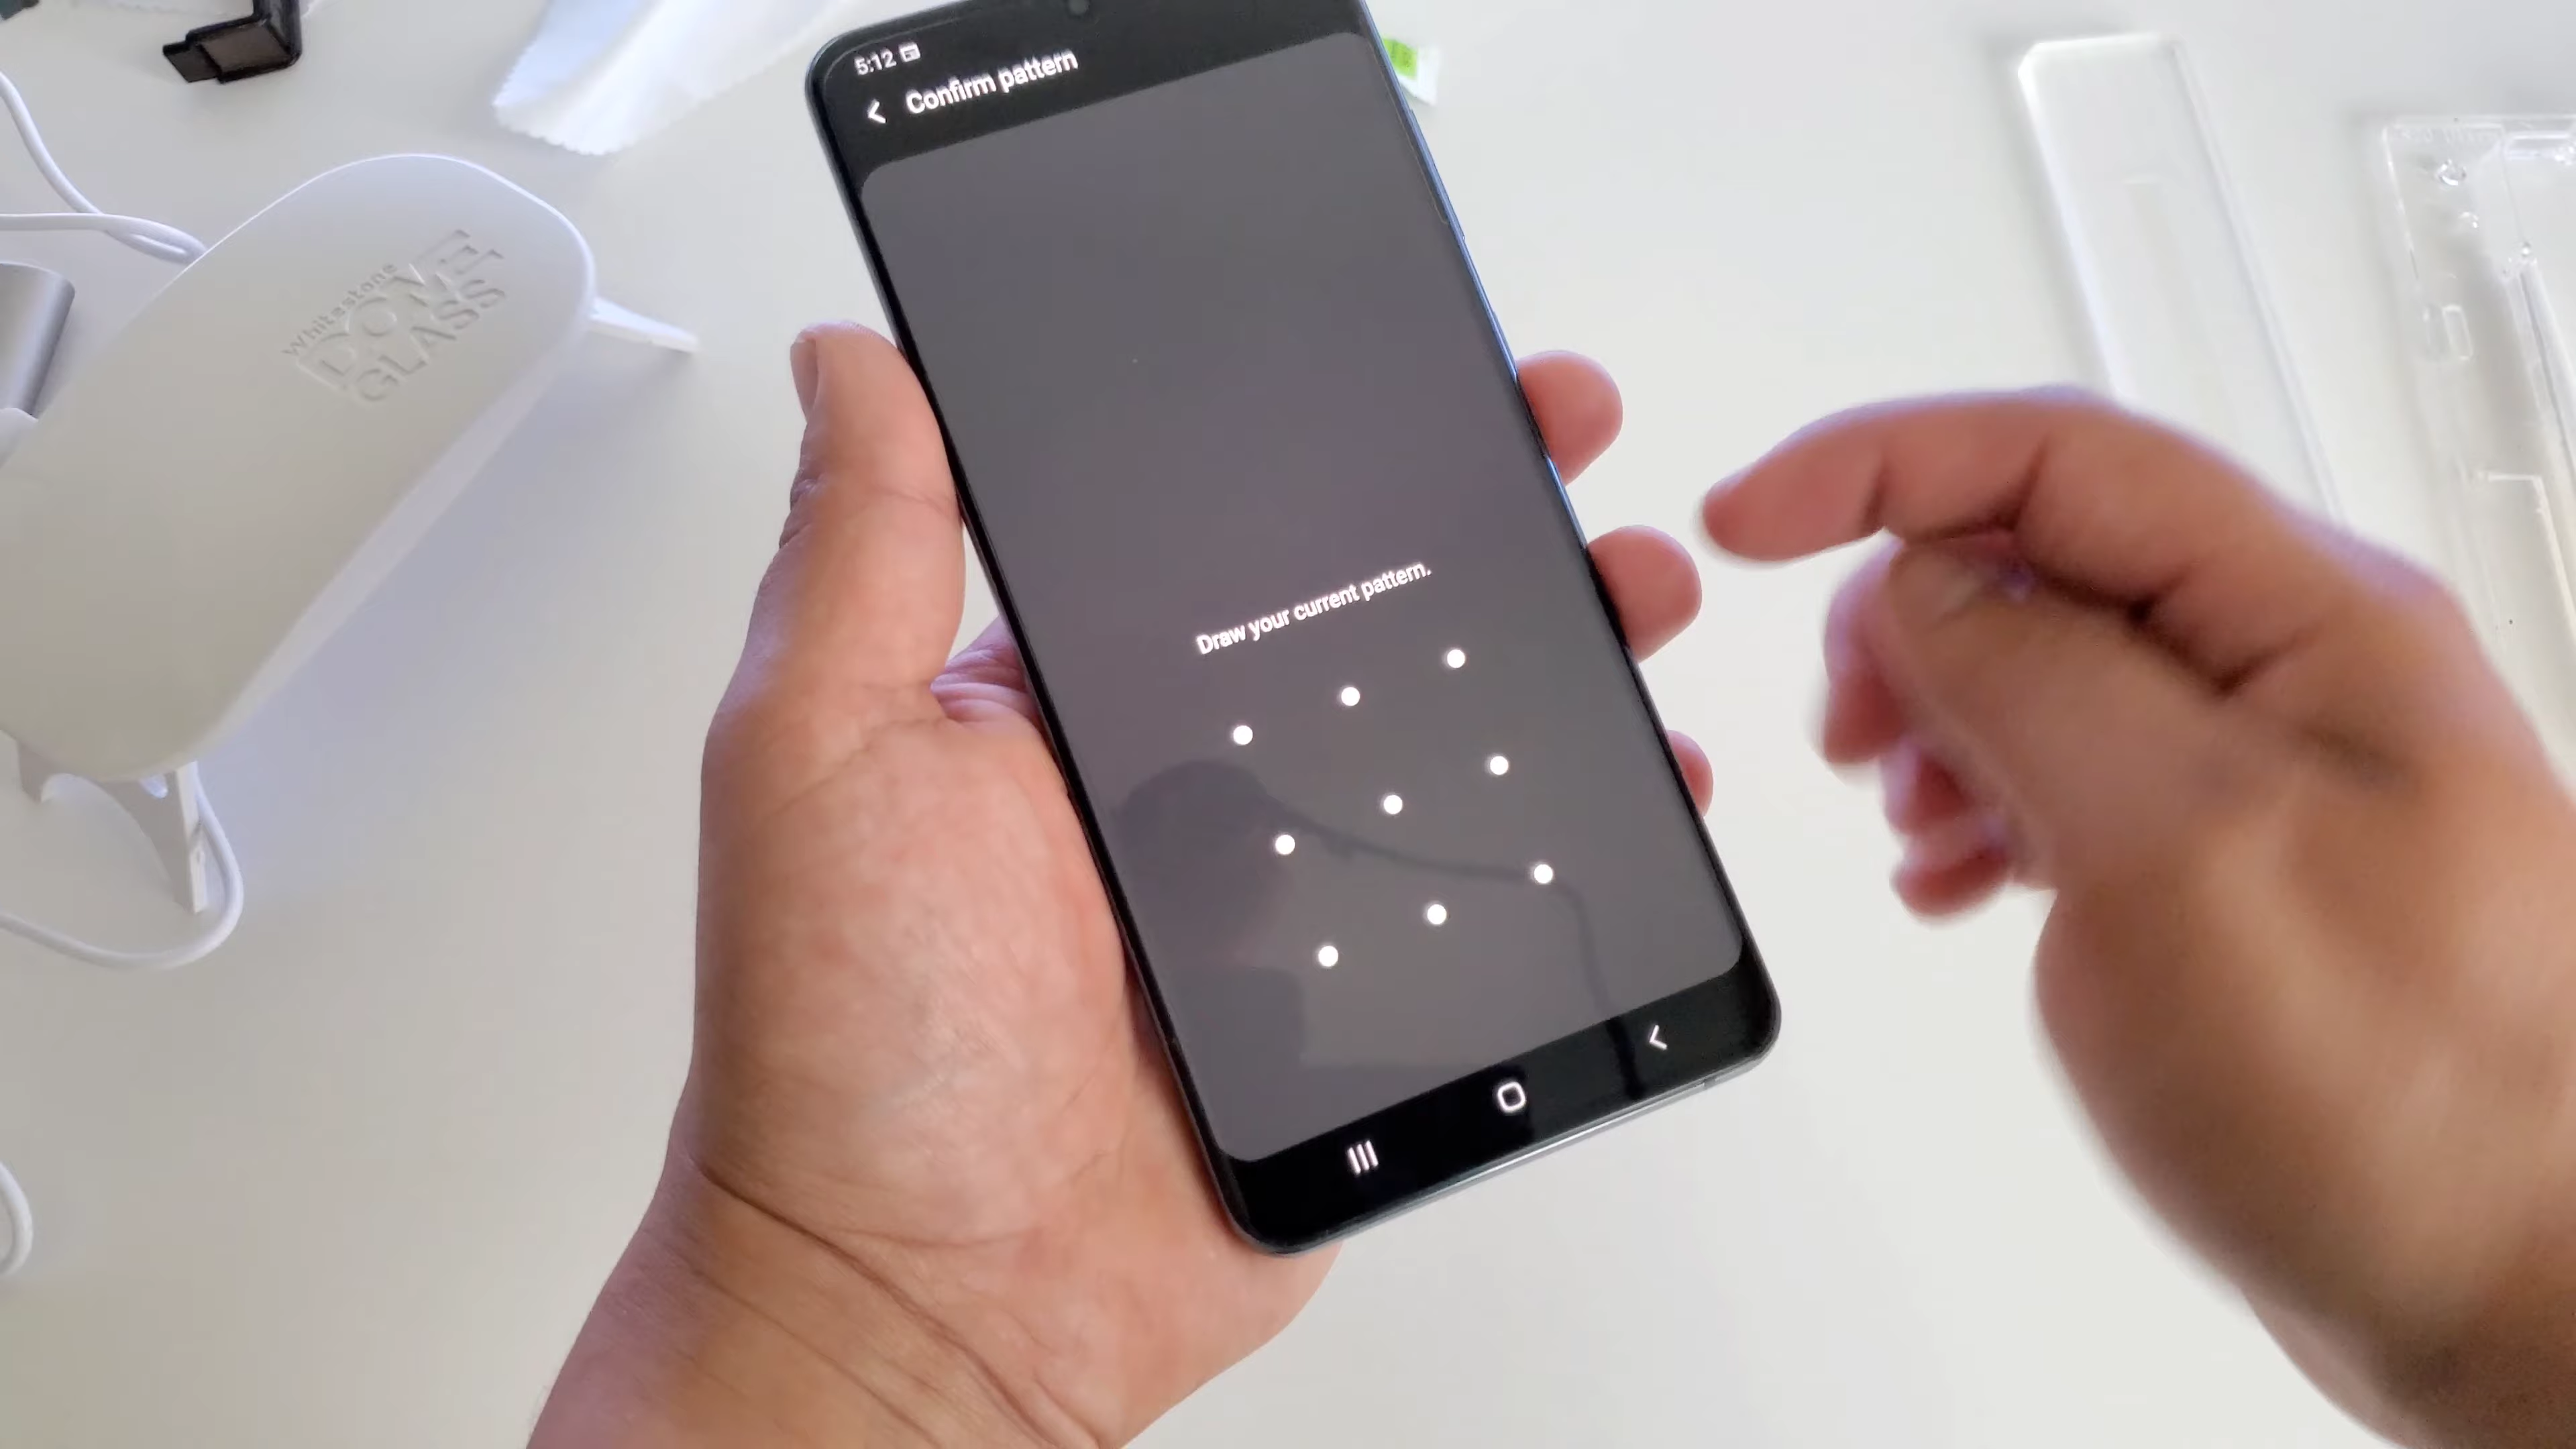 5:12
Confirm pattern
Whitestone
DOME
GLASS
Draw your current pattern.